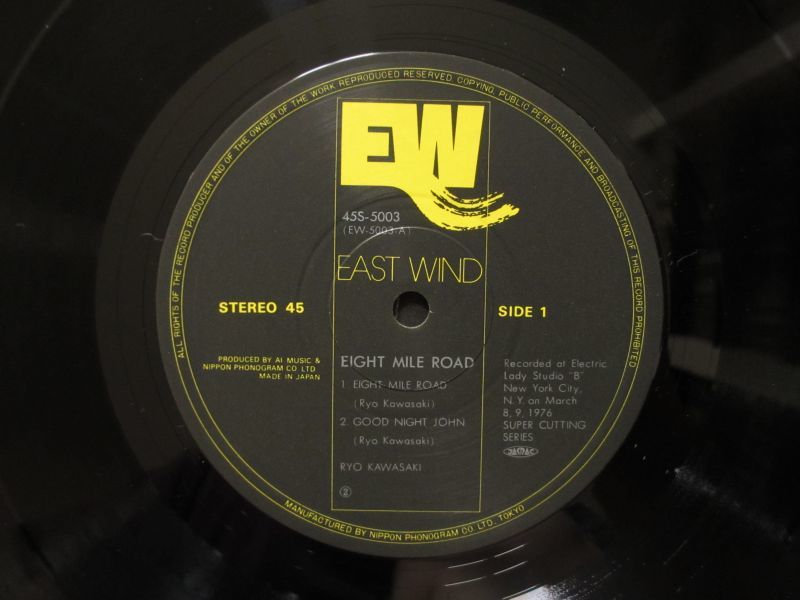 ALL RIGHTS OF THE RECORD PRODUCER AND OF THE OWNER OF THE WORK REPRODUCED RESERVED. COPYING, PUBLIC PERFORMANCE AND BROADCASTING OF THIS RECORD PROHIBITED
EW
45S-5003
(EW-5003-A)
EAST WIND
STEREO 45
SIDE 1
PRODUCED BY AI MUSIC &
NIPPON PHONOGRAM CO LTD
MADE IN JAPAN
EIGHT MILE ROAD
1. EIGHT MILE ROAD
(Ryo Kawasaki)
2. GOOD NIGHT JOHN
(Ryo Kawasaki)
RYO KAWASAKI
②
Recorded at Electric
Lady Studio "B"
New York City,
N.Y. on March
8, 9, 1976
SUPER CUTTING
SERIES
JASRAC
MANUFACTURED BY NIPPON PHONOGRAM CO. LTD. TOKYO